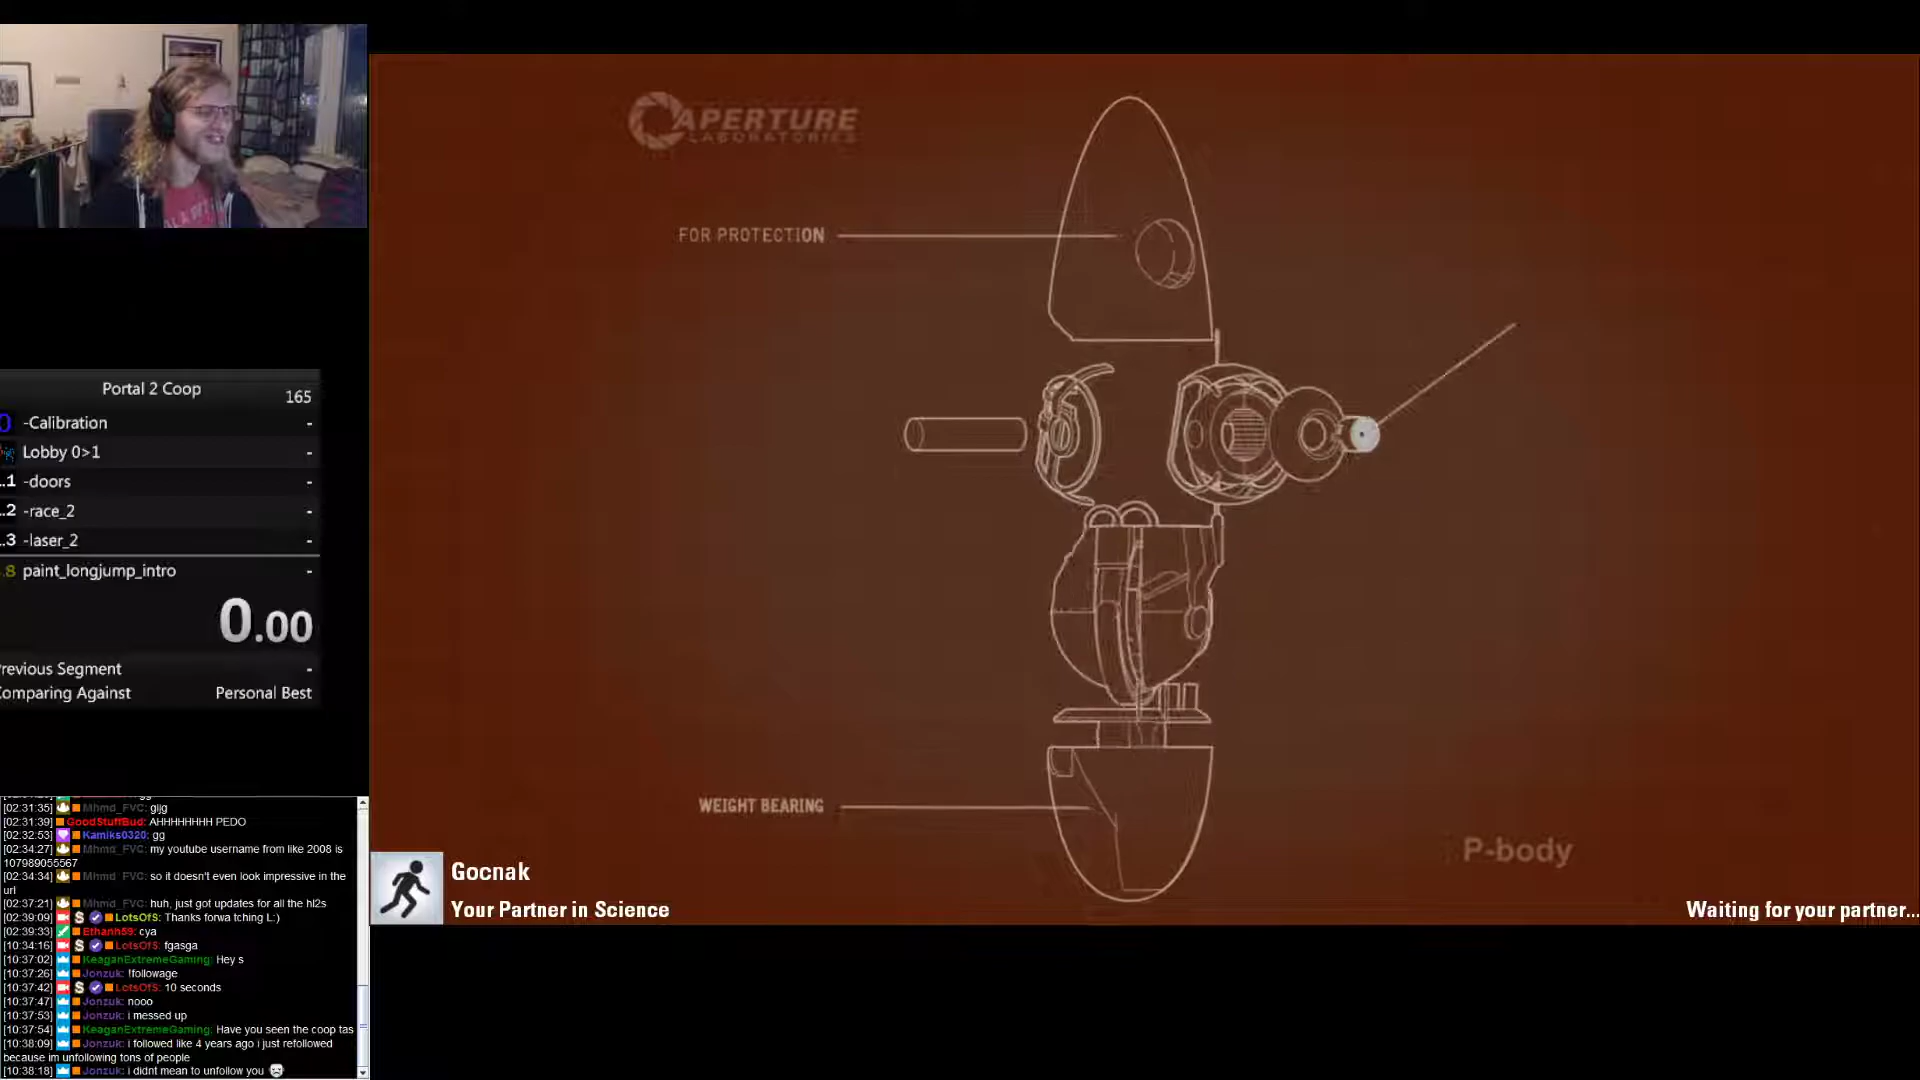 APERTURE
LABORATORIES
FOR PROTECTION
WEIGHT BEARING
P-body
Gocnak
Your Partner in Science
Waiting for your partner...
Portal 2 Coop
165
0 -Calibration -
Lobby 0>1 -
.1 -doors -
.2 -race_2 -
.3 -laser_2 -
.8 paint_longjump_intro -
0.00
revious Segment -
omparing Against Personal Best
[02:31:35] Mhmd_FVC: gijg
[02:31:39] GoodStuffBud: AHHHHHHH PEDO
[02:32:53] Kamiks0320: gg
[02:34:27] Mhmd_FVC: my youtube username from like 2008 is
107989055567
[02:34:34] Mhmd_FVC: so it doesn't even look impressive in the
url
[02:37:21] Mhmd_FVC: huh, just got updates for all the hl2s
[02:39:09] LotsOfS: Thanks forwa tching L:)
[02:39:33] Ethanh59: cya
[10:34:16] LotsOfS: fgasga
[10:37:02] KeaganExtremeGaming: Hey s
[10:37:26] Jonzuk: !followage
[10:37:42] LotsOfS: 10 seconds
[10:37:47] Jonzuk: nooo
[10:37:53] Jonzuk: i messed up
[10:37:54] KeaganExtremeGaming: Have you seen the coop tas
[10:38:09] Jonzuk: i followed like 4 years ago i just refollowed
because im unfollowing tons of people
[10:38:18] Jonzuk: i didnt mean to unfollow you